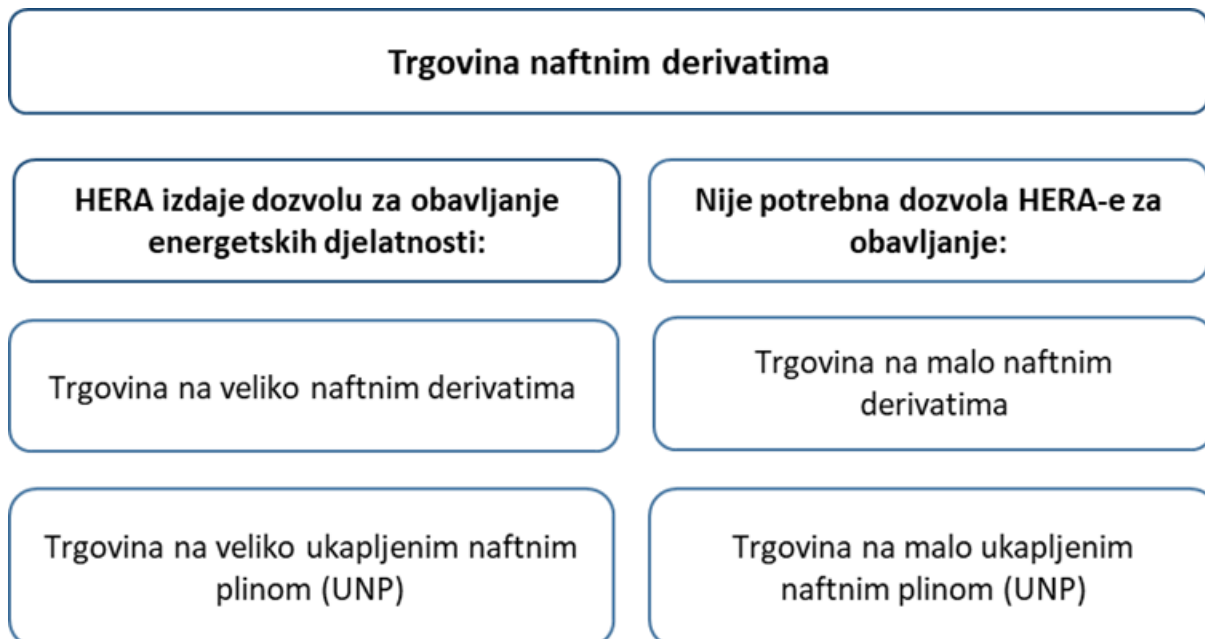 Trgovina naftnim derivatima
HERA izdaje dozvolu za obavljanje
energetskih djelatnosti:
Nije potrebna dozvola HERA-e za
obavljanje:
Trgovina na veliko naftnim derivatima
Trgovina na malo naftnim
derivatima
Trgovina na veliko ukapljenim naftnim
plinom (UNP)
Trgovina na malo ukapljenim
naftnim plinom (UNP)